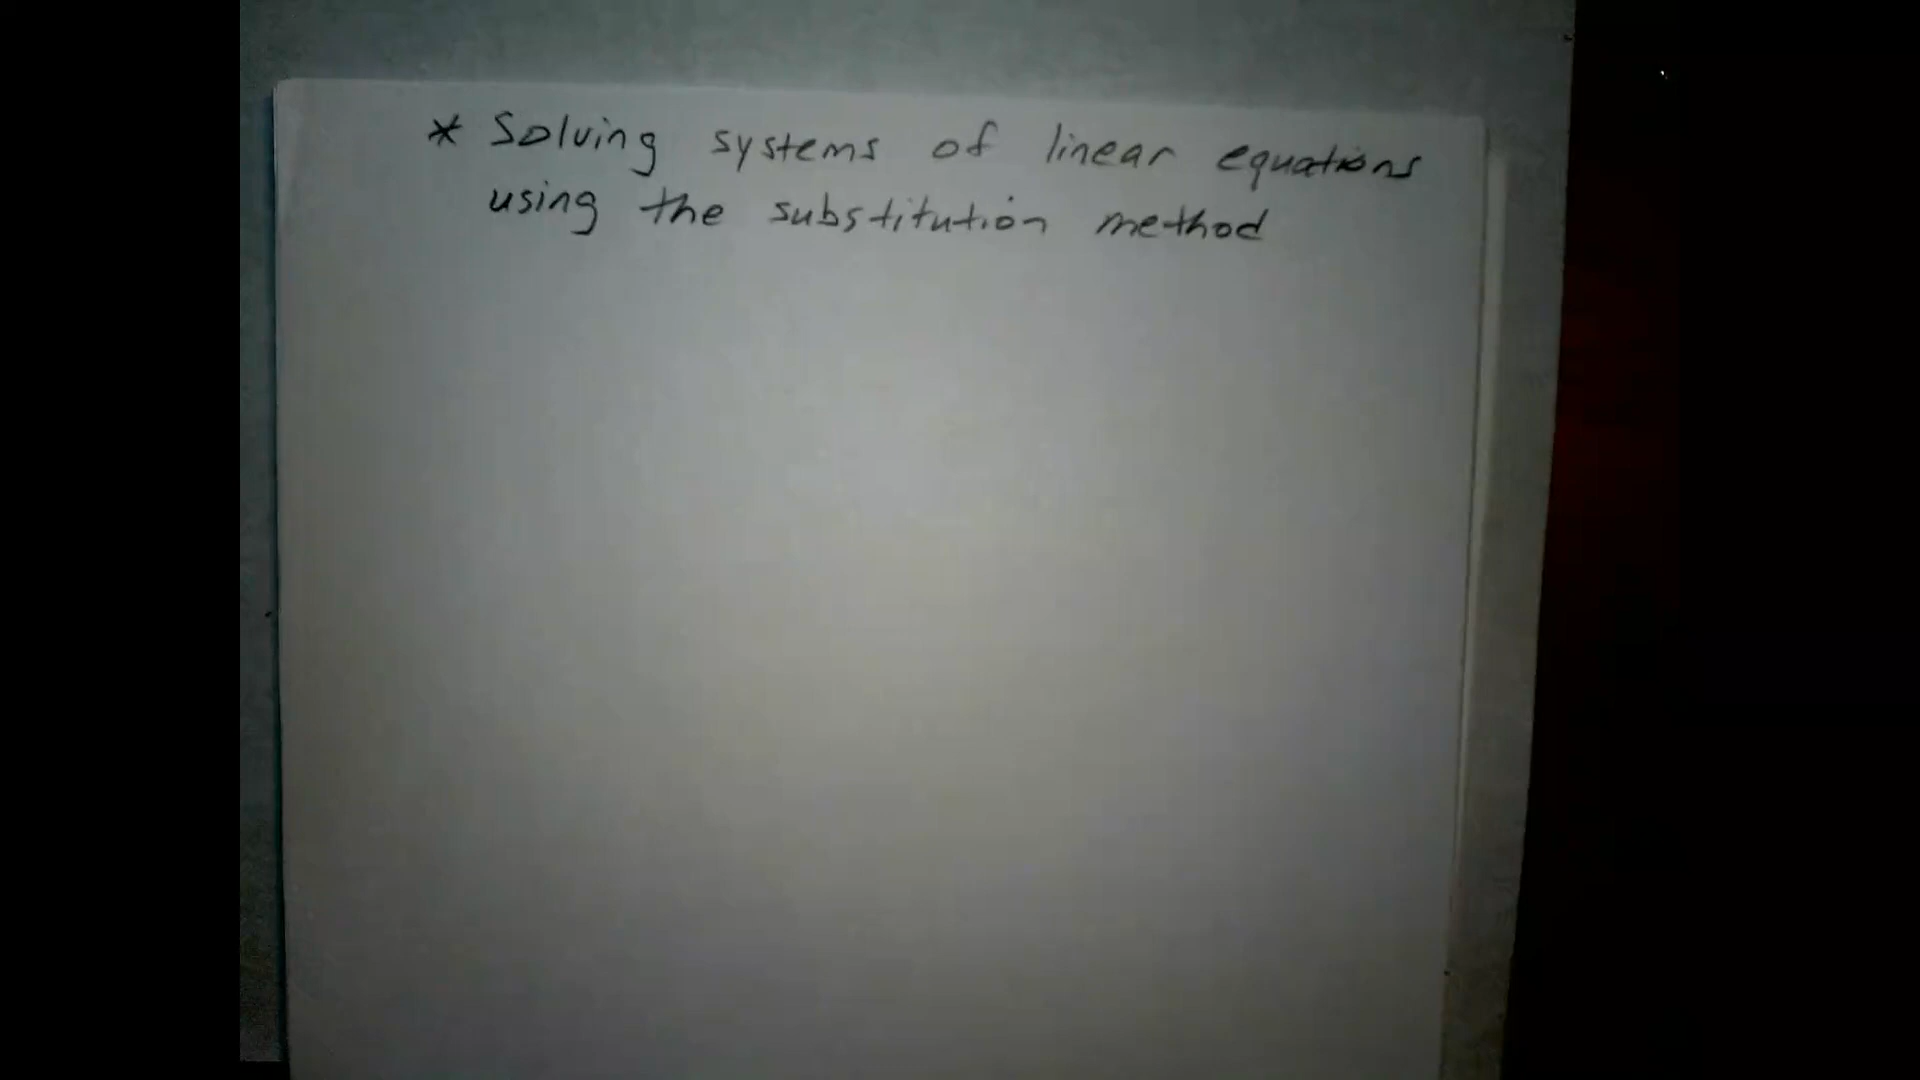 * Solving systems of linear equations
using the substitution method